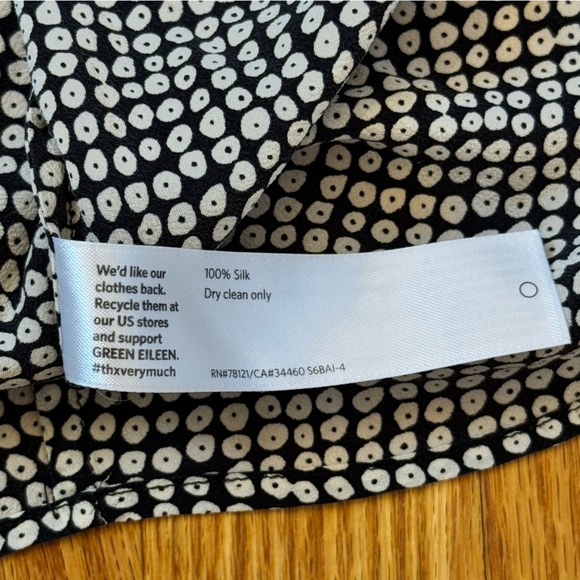 We'd like our
clothes back.
Recycle them at
our US stores
and support
GREEN EILEEN.
#thxverymuch
100% Silk
Dry clean only
RN#78121/CA#34460 S6BAI-4